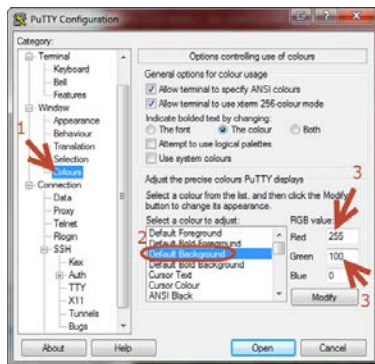 PuTTY Configuration
Category:
Terminal
Keyboard
Bell
Features
Window
Appearance
Behaviour
Translation
Selection
Colours
Connection
Data
Proxy
Telnet
Rlogin
SSH
Kex
Auth
TTY
X11
Tunnels
Bugs
1
Options controlling use of colours
General options for colour usage
Allow terminal to specify ANSI colours
Allow terminal to use xterm 256-colour mode
Indicate bolded text by changing:
The font The colour Both
Attempt to use logical palettes
Use system colours
Adjust the precise colours PuTTY displays
Select a colour from the list, and then click the Modify
button to change its appearance.
Select a colour to adjust:
Default Foreground
Default Bold Foreground
2 Default Background
Default Bold Background
Cursor Text
Cursor Colour
ANSI Black
3
RGB value:
Red 255
Green 100
Blue 0
3
Modify
About Help Open Cancel